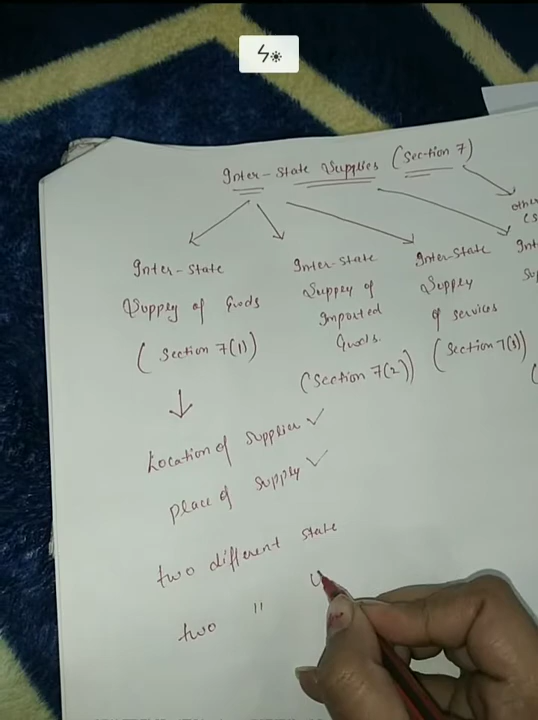 Inter-State Supplies (Section 7)
Inter-State
Supply of Goods
(Section 7(1))
Inter-State
Supply of
Imported
Goods.
(Section 7(2))
Inter-State
Supply
of services
(Section 7(3))
other
Location of Supplier ✓
Place of Supply ✓
two different state
two "